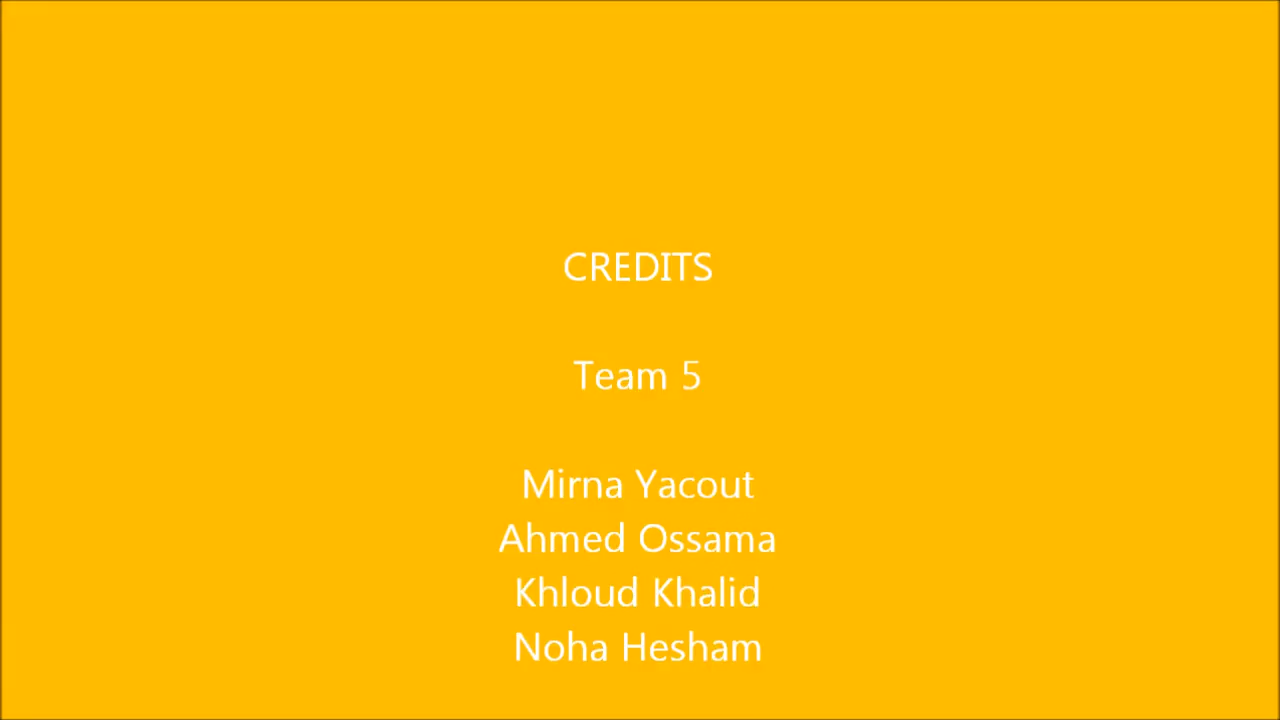 CREDITS
Team 5
Mirna Yacout
Ahmed Ossama
Khloud Khalid
Noha Hesham